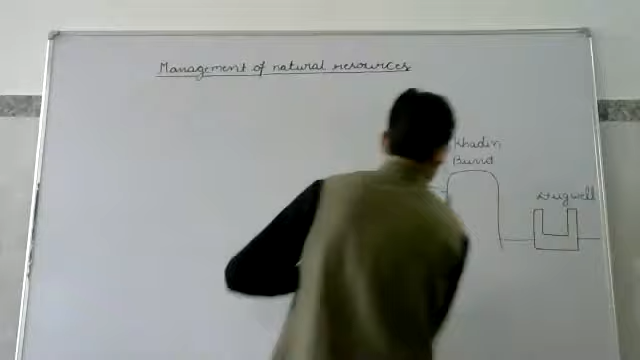 Management of natural resources
Khadin
Bund
Dugwell